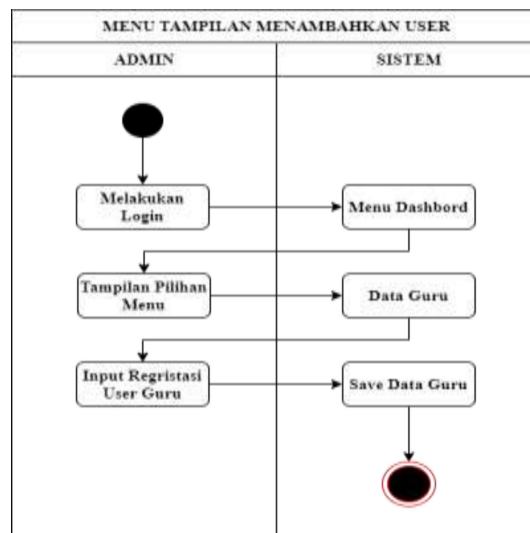 MENU TAMPILAN MENAMBAHKAN USER
ADMIN
SISTEM
Melakukan
Login
Menu Dashbord
Tampilan Pilihan
Menu
Data Guru
Input Regristasi
User Guru
Save Data Guru